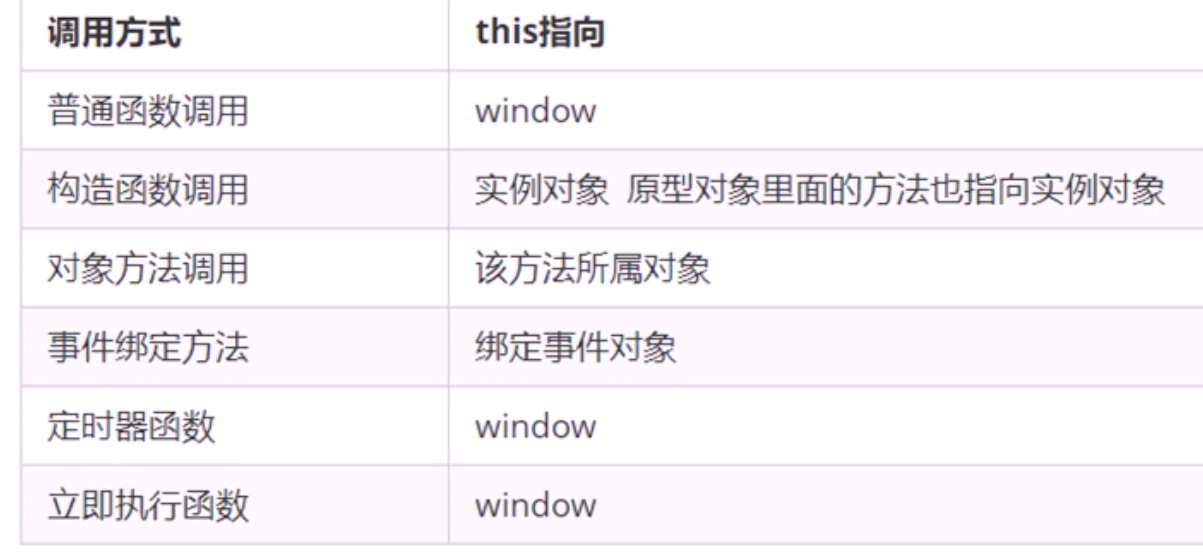 调用方式 this指向
普通函数调用 window
构造函数调用 实例对象 原型对象里面的方法也指向实例对象
对象方法调用 该方法所属对象
事件绑定方法 绑定事件对象
定时器函数 window
立即执行函数 window